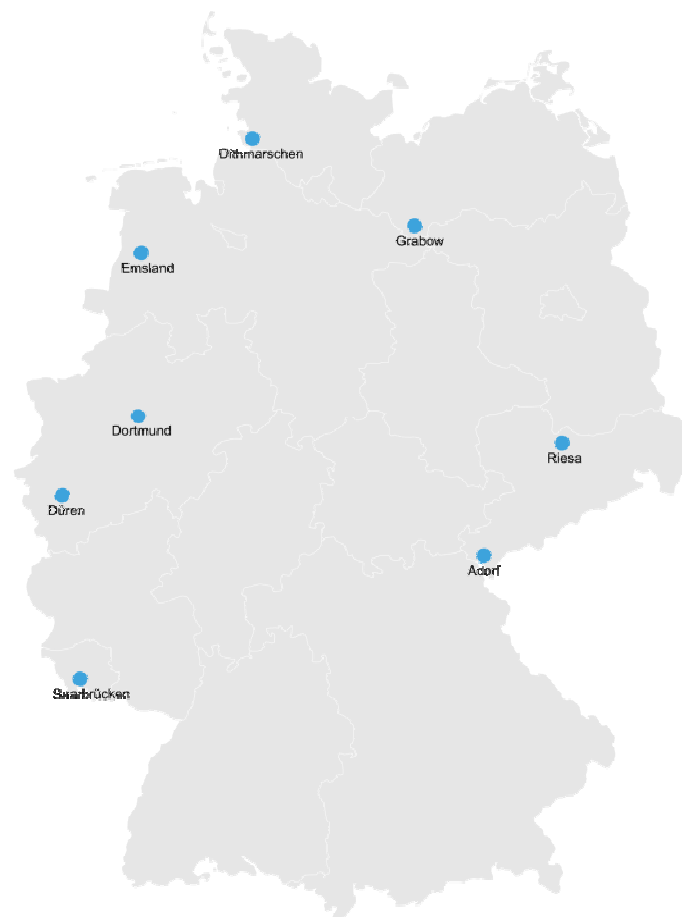 Dithmarschen
Grabow
Emsland
Dortmund
Riesa
Düren
Adorf
Saarbrücken